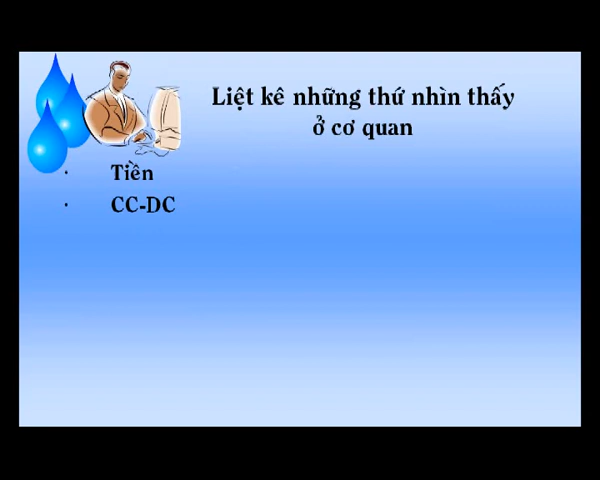 Liệt kê những thứ nhìn thấy
ở cơ quan
· Tiền
· CC-DC